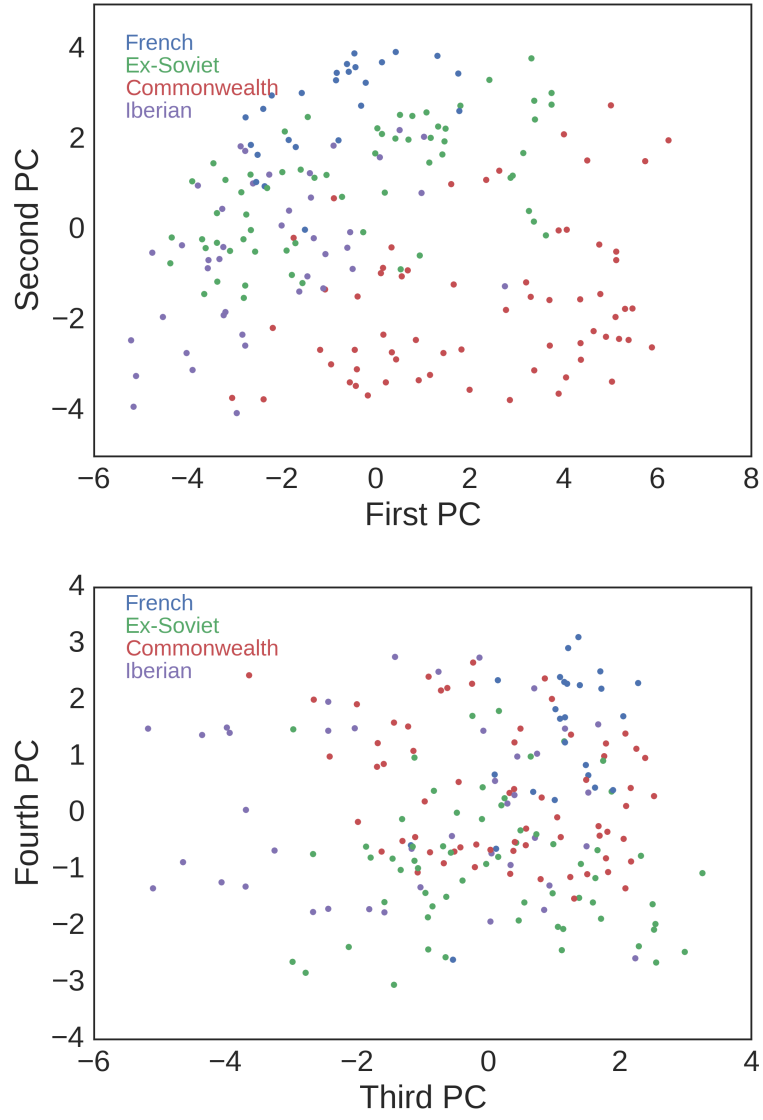 4
2
0
−2
−4
Second PC
French
Ex-Soviet
Commonwealth
Iberian
−6 −4 −2 0 2 4 6 8
First PC
4
3
2
1
0
−1
−2
−3
−4
Fourth PC
French
Ex-Soviet
Commonwealth
Iberian
−6 −4 −2 0 2 4
Third PC